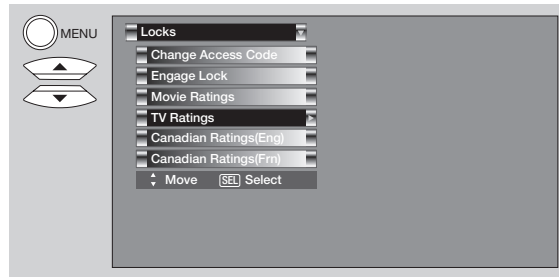 MENU
Locks
Change Access Code
Engage Lock
Movie Ratings
TV Ratings
Canadian Ratings(Eng)
Canadian Ratings(Frn)
Move SEL Select